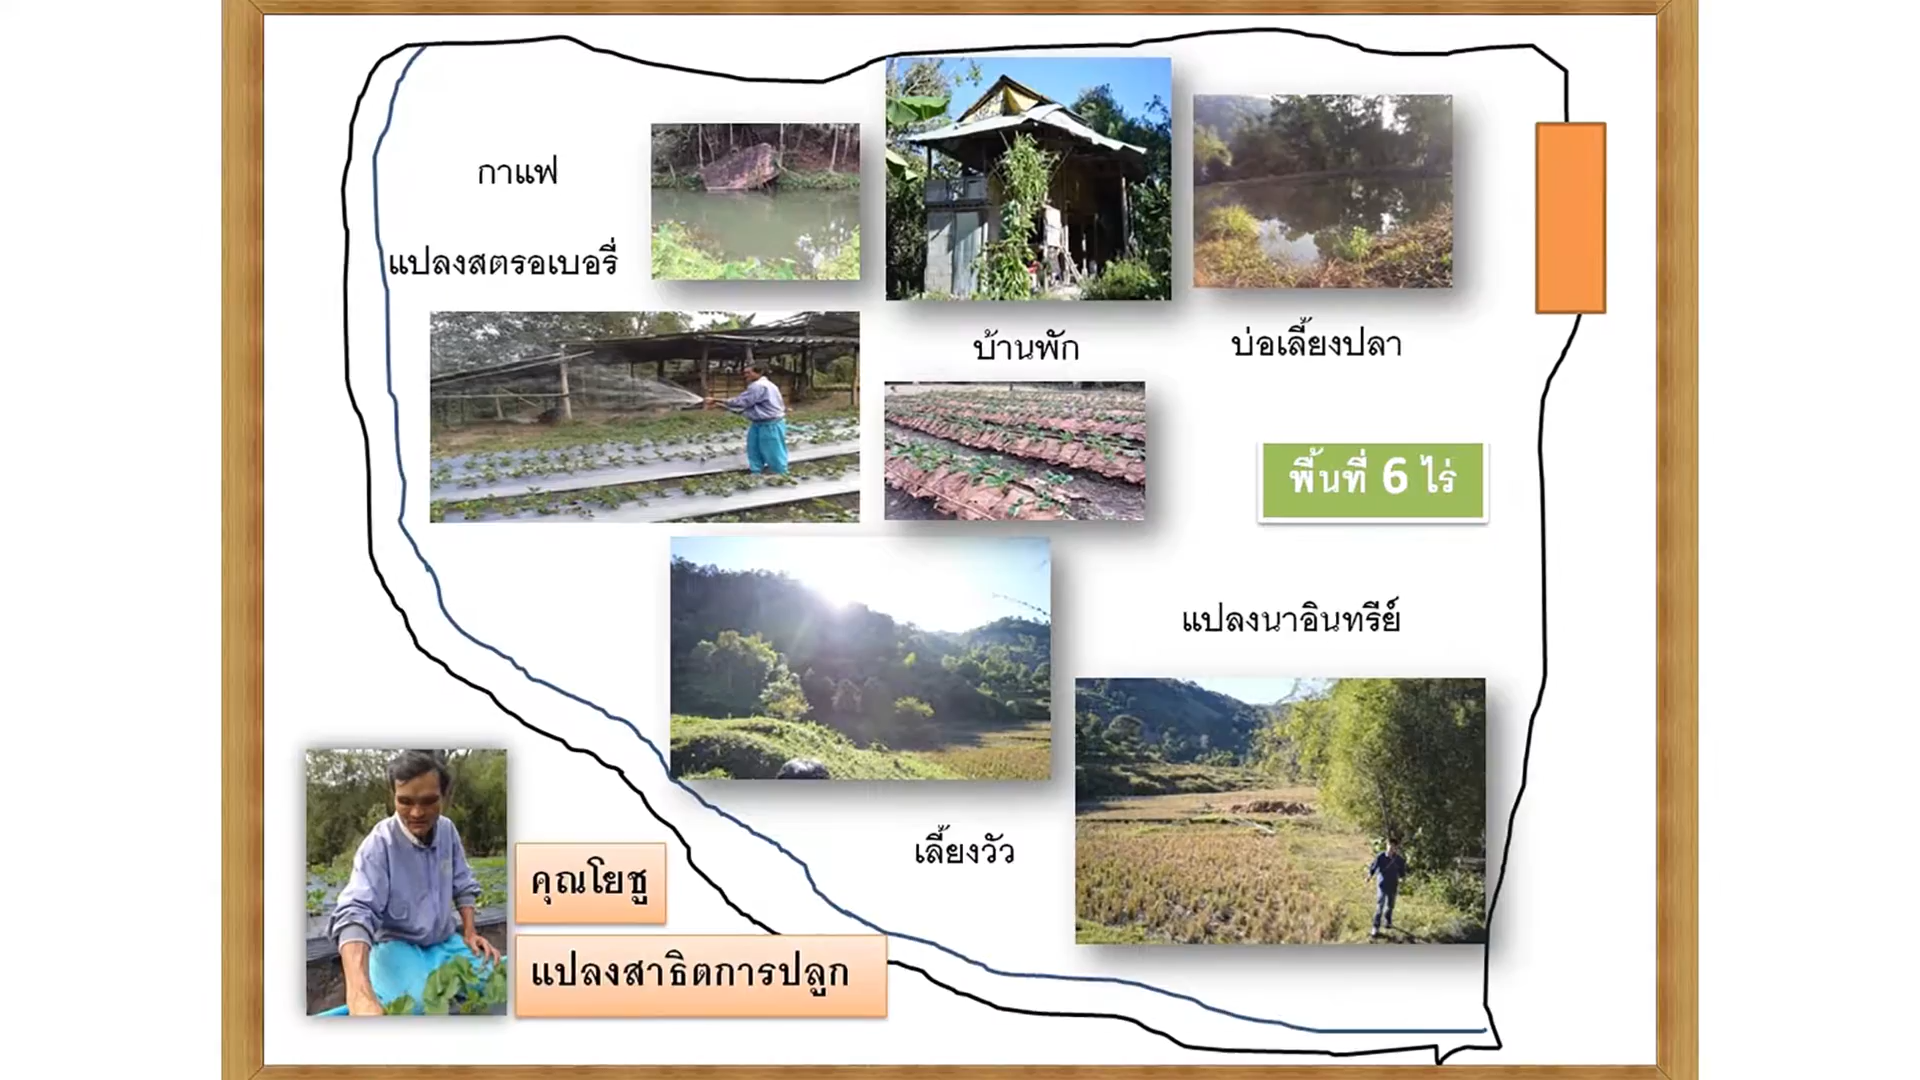 กาแฟ
แปลงสตรอเบอรี่
บ้านพัก
บ่อเลี้ยงปลา
พื้นที่ 6 ไร่
แปลงนาอินทรีย์
เลี้ยงวัว
คุณโยชู
แปลงสาธิตการปลูก